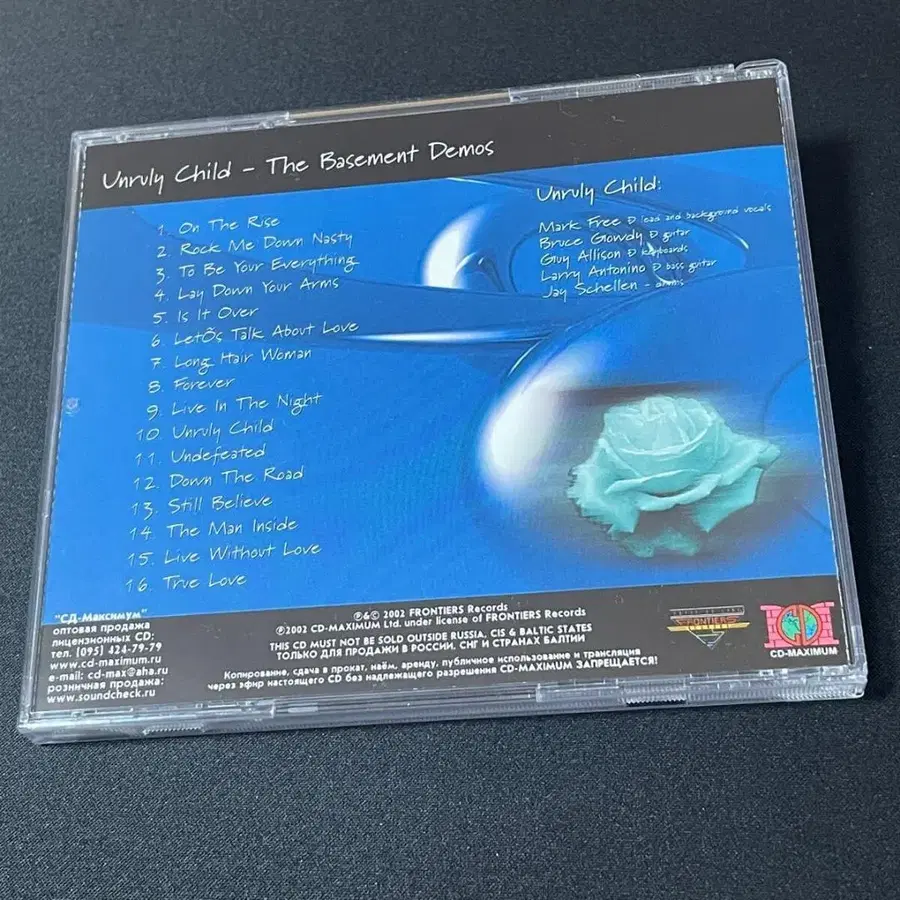 Unruly Child - The Basement Demos
1. On The Rise
2. Rock Me Down Nasty
3. To Be Your Everything
4. Lay Down Your Arms
5. Is It Over
6. LetÕs Talk About Love
7. Long Hair Woman
8. Forever
9. Live In The Night
10. Unruly Child
11. Undefeated
12. Down The Road
13. Still Believe
14. The Man Inside
15. Live Without Love
16. True Love
Unruly Child:
Mark Free Ð lead and background vocals
Bruce Gowdy Ð guitar
Guy Allison Ð keyboards
Larry Antonino Ð bass guitar
Jay Schellen - drums
"СД-Максимум"
оптовая продажа
лицензионных CD:
тел. (095) 424-79-79
www.cd-maximum.ru
e-mail: cd-max@aha.ru
розничная продажа:
www.soundcheck.ru
℗&© 2002 FRONTIERS Records
℗2002 CD-MAXIMUM Ltd. under license of FRONTIERS Records
THIS CD MUST NOT BE SOLD OUTSIDE RUSSIA, CIS & BALTIC STATES
ТОЛЬКО ДЛЯ ПРОДАЖИ В РОССИИ, СНГ И СТРАНАХ БАЛТИИ
Копирование, сдача в прокат, наём, аренду, публичное использование и трансляция
через эфир настоящего CD без надлежащего разрешения CD-MAXIMUM ЗАПРЕЩАЕТСЯ!
FRONTIERS
CD-MAXIMUM